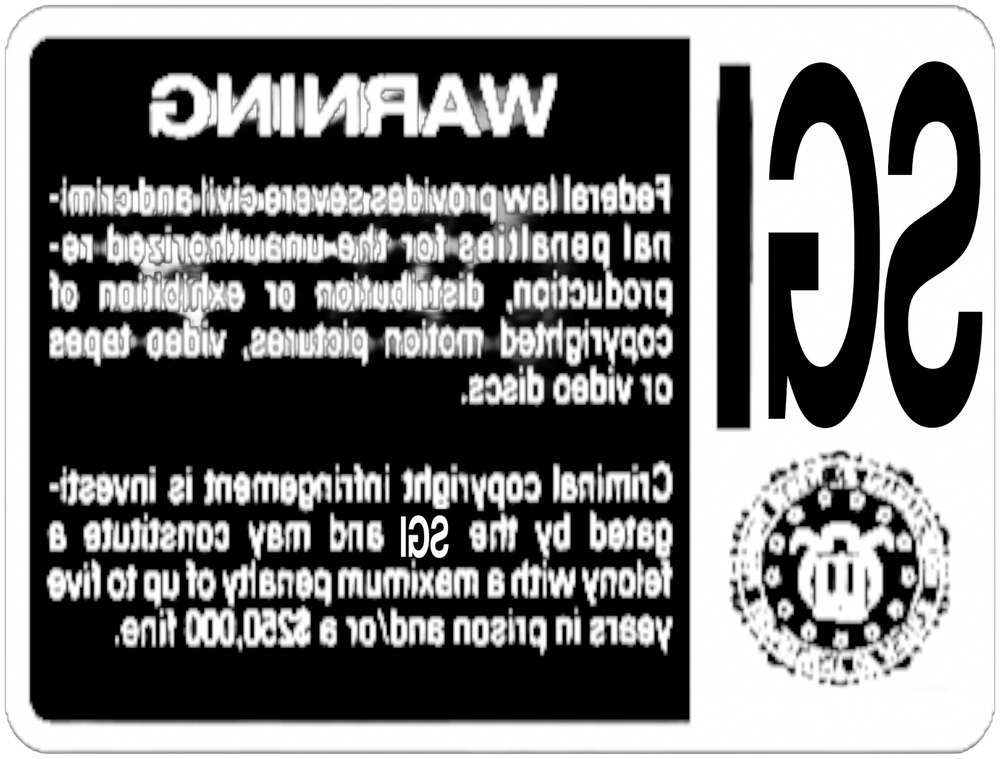 WARNING
Federal law provides severe civil and crimi-
nal penalties for the unauthorized re-
production, distribution or exhibition of
copyrighted motion pictures, video tapes
or video discs.
Criminal copyright infringement is investi-
gated by the SGI and may constitute a
felony with a maximum penalty of up to five
years in prison and/or a $250,000 fine.
SGI